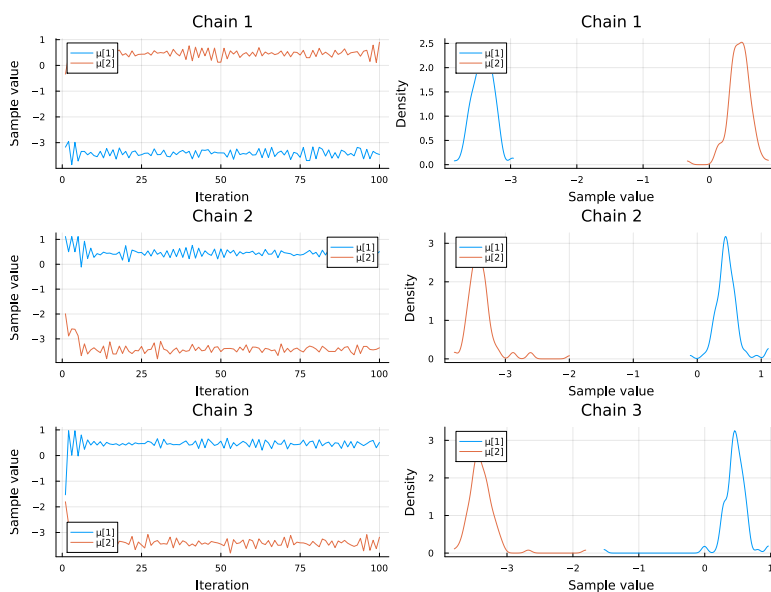 Chain 1
Sample value
1
0
−1
−2
−3
μ[1]
μ[2]
0
25
50
75
100
Iteration
Chain 1
Density
2.5
2.0
1.5
1.0
0.5
0.0
μ[1]
μ[2]
−3
−2
−1
0
Sample value
Chain 2
Sample value
1
0
−1
−2
−3
μ[1]
μ[2]
0
25
50
75
100
Iteration
Chain 2
Density
3
2
1
0
μ[1]
μ[2]
−3
−2
−1
0
1
Sample value
Chain 3
Sample value
1
0
−1
−2
−3
μ[1]
μ[2]
0
25
50
75
100
Iteration
Chain 3
Density
3
2
1
0
μ[1]
μ[2]
−3
−2
−1
0
1
Sample value